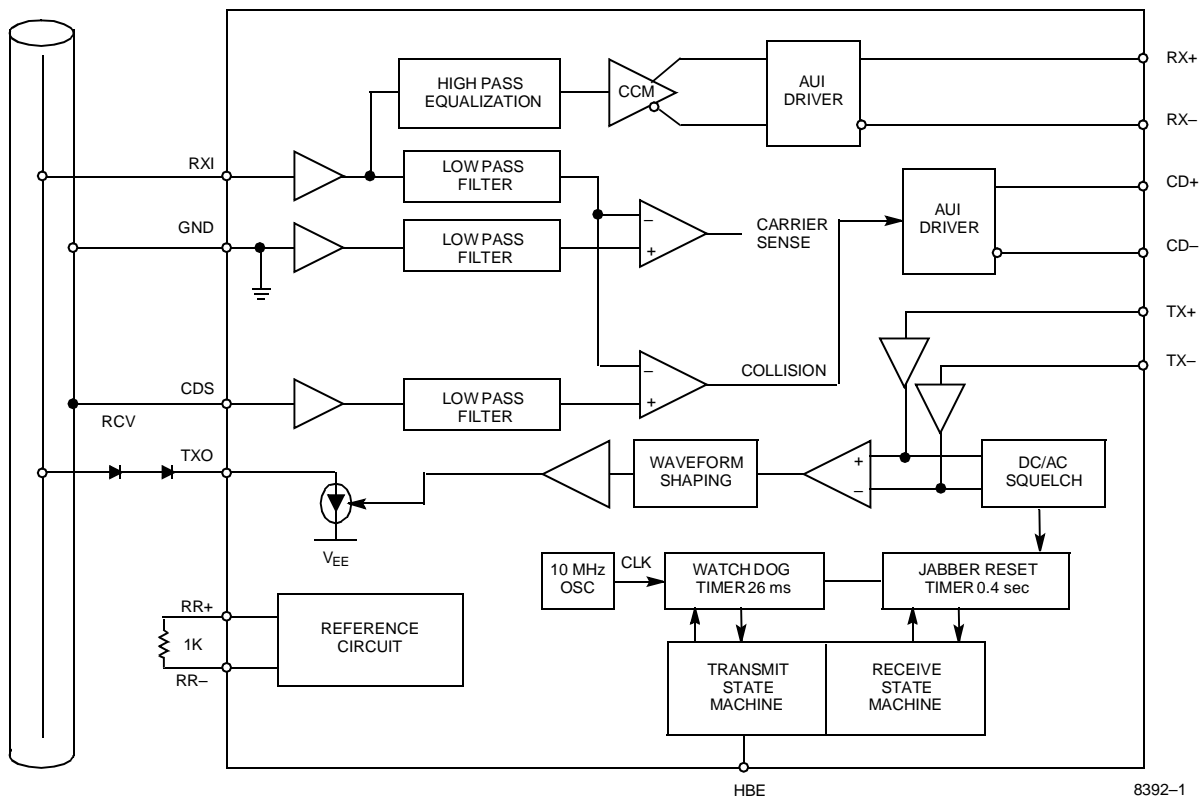 HIGH PASS
EQUALIZATION
CCM
AUI
DRIVER
RX+
RX–
RXI
LOW PASS
FILTER
GND
LOW PASS
FILTER
–
+
CARRIER
SENSE
AUI
DRIVER
CD+
CD–
TX+
TX–
CDS
RCV
LOW PASS
FILTER
–
+
COLLISION
TXO
VEE
WAVEFORM
SHAPING
+
–
DC/AC
SQUELCH
10 MHz
OSC
CLK
WATCH DOG
TIMER 26 ms
JABBER RESET
TIMER 0.4 sec
RR+
1K
RR–
REFERENCE
CIRCUIT
TRANSMIT
STATE
MACHINE
RECEIVE
STATE
MACHINE
HBE
8392–1